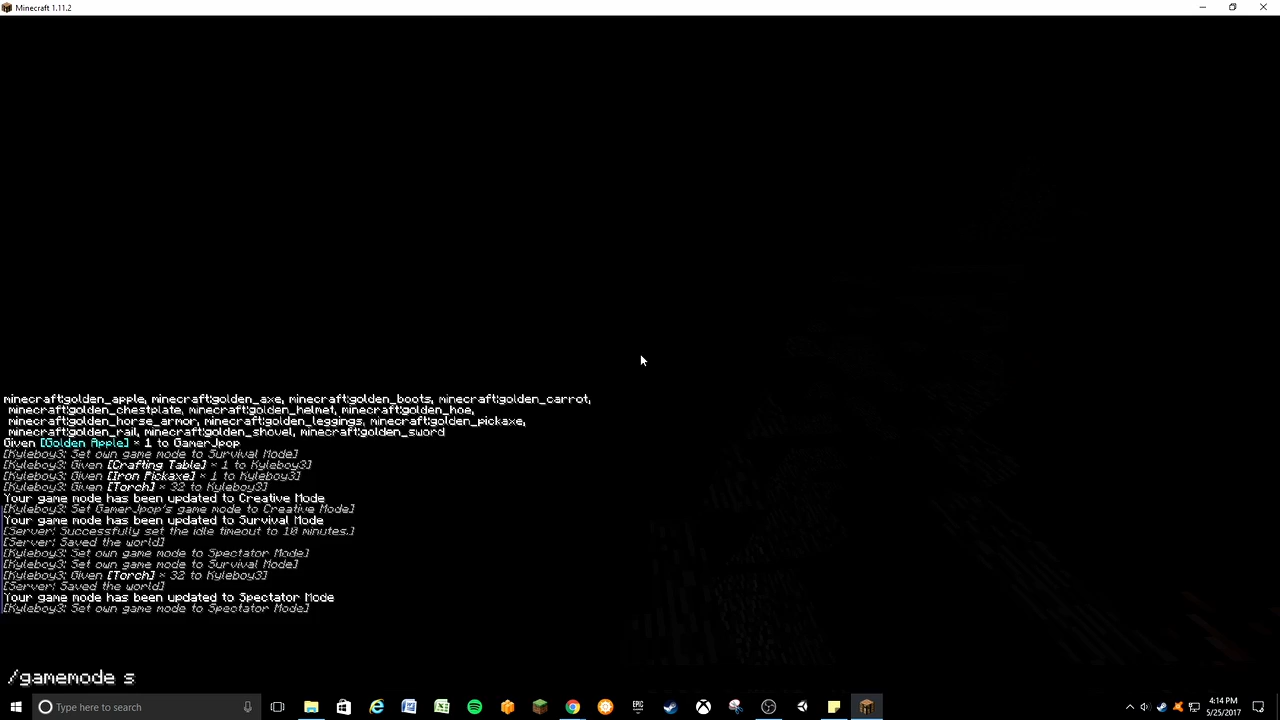 Minecraft 1.11.2
minecraft:golden_apple, minecraft:golden_axe, minecraft:golden_boots, minecraft:golden_carrot,
minecraft:golden_chestplate, minecraft:golden_helmet, minecraft:golden_hoe,
minecraft:golden_horse_armor, minecraft:golden_leggings, minecraft:golden_pickaxe,
minecraft:golden_rail, minecraft:golden_shovel, minecraft:golden_sword
Given [Golden Apple] × 1 to GamerJpop
[Kyleboy3: Set own game mode to Survival Mode]
[Kyleboy3: Given [Crafting Table] × 1 to Kyleboy3]
[Kyleboy3: Given [Iron Pickaxe] × 1 to Kyleboy3]
[Kyleboy3: Given [Torch] × 32 to Kyleboy3]
Your game mode has been updated to Creative Mode
[Kyleboy3: Set GamerJpop's game mode to Creative Mode]
Your game mode has been updated to Survival Mode
[Server: Successfully set the idle timeout to 10 minutes.]
[Server: Saved the world]
[Kyleboy3: Set own game mode to Spectator Mode]
[Kyleboy3: Set own game mode to Survival Mode]
[Kyleboy3: Given [Torch] × 32 to Kyleboy3]
[Server: Saved the world]
Your game mode has been updated to Spectator Mode
[Kyleboy3: Set own game mode to Spectator Mode]
/gamemode s
Type here to search
EPIC
4:14 PM
5/25/2017